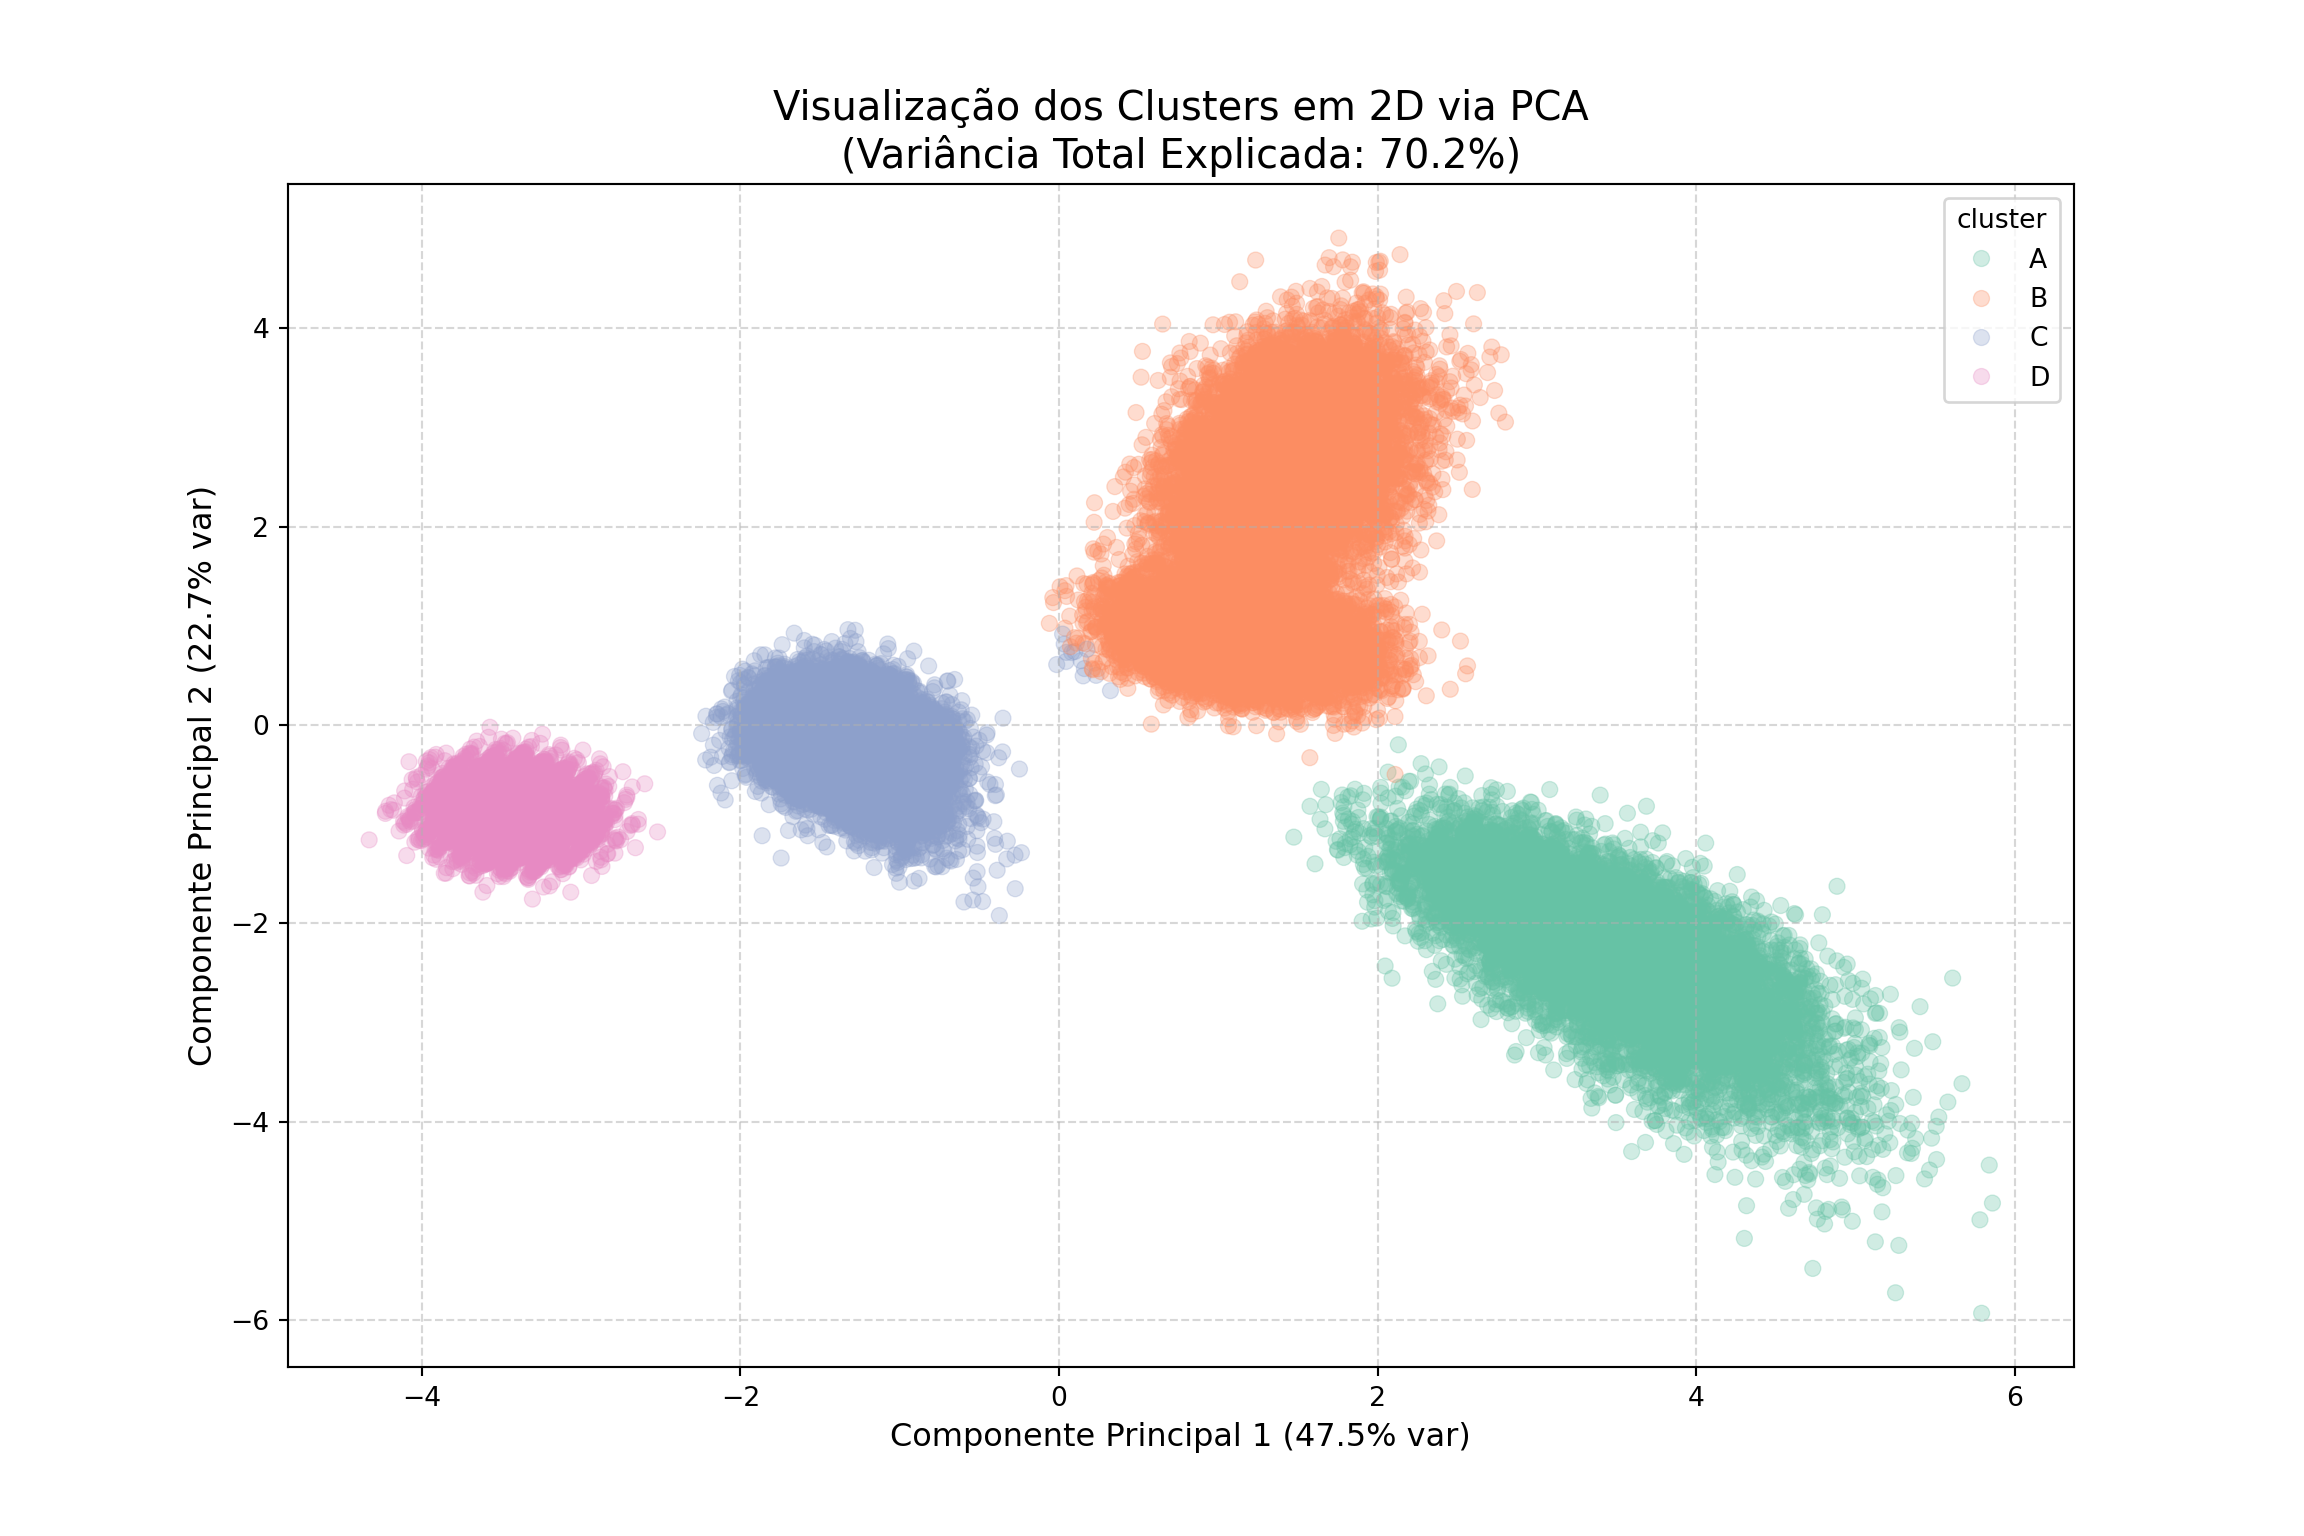 Visualização dos Clusters em 2D via PCA
(Variância Total Explicada: 70.2%)
cluster
A
B
C
D
Componente Principal 2 (22.7% var)
4
2
0
−2
−4
−6
−4
−2
0
2
4
6
Componente Principal 1 (47.5% var)